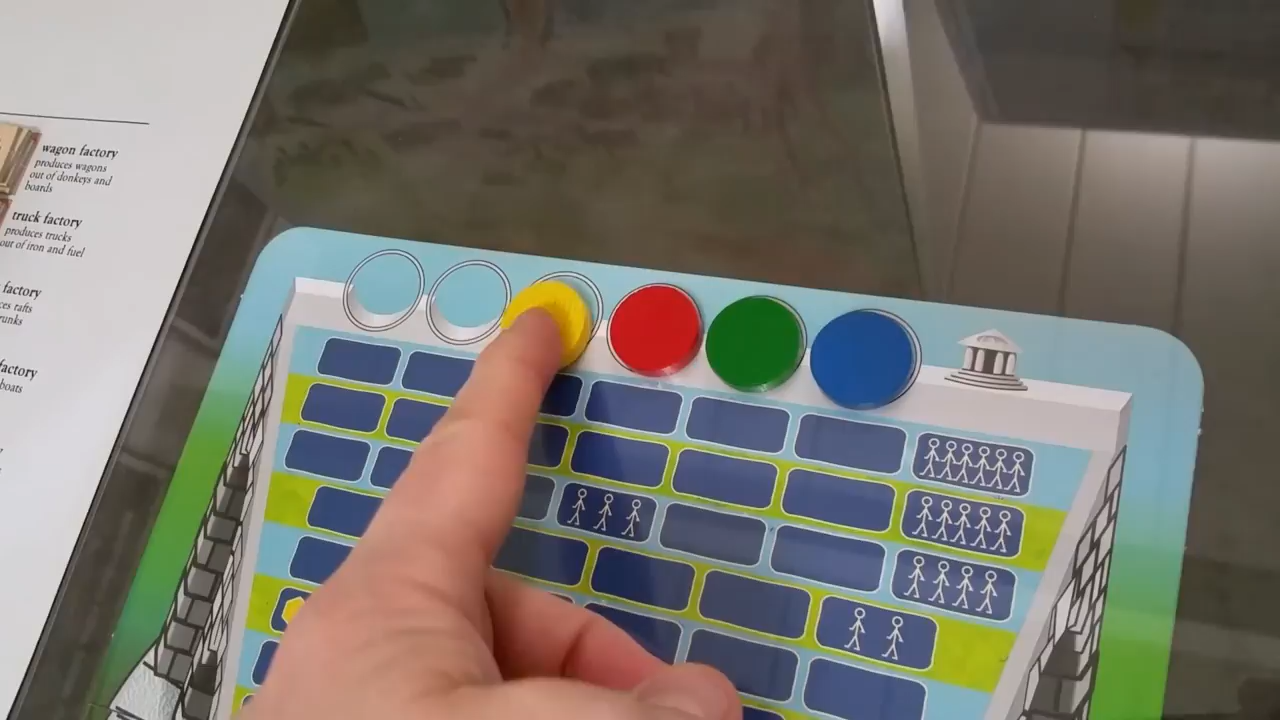 wagon factory
produces wagons
out of donkeys and
boards
truck factory
produces trucks
out of iron and fuel
factory
rafts
factory
boats